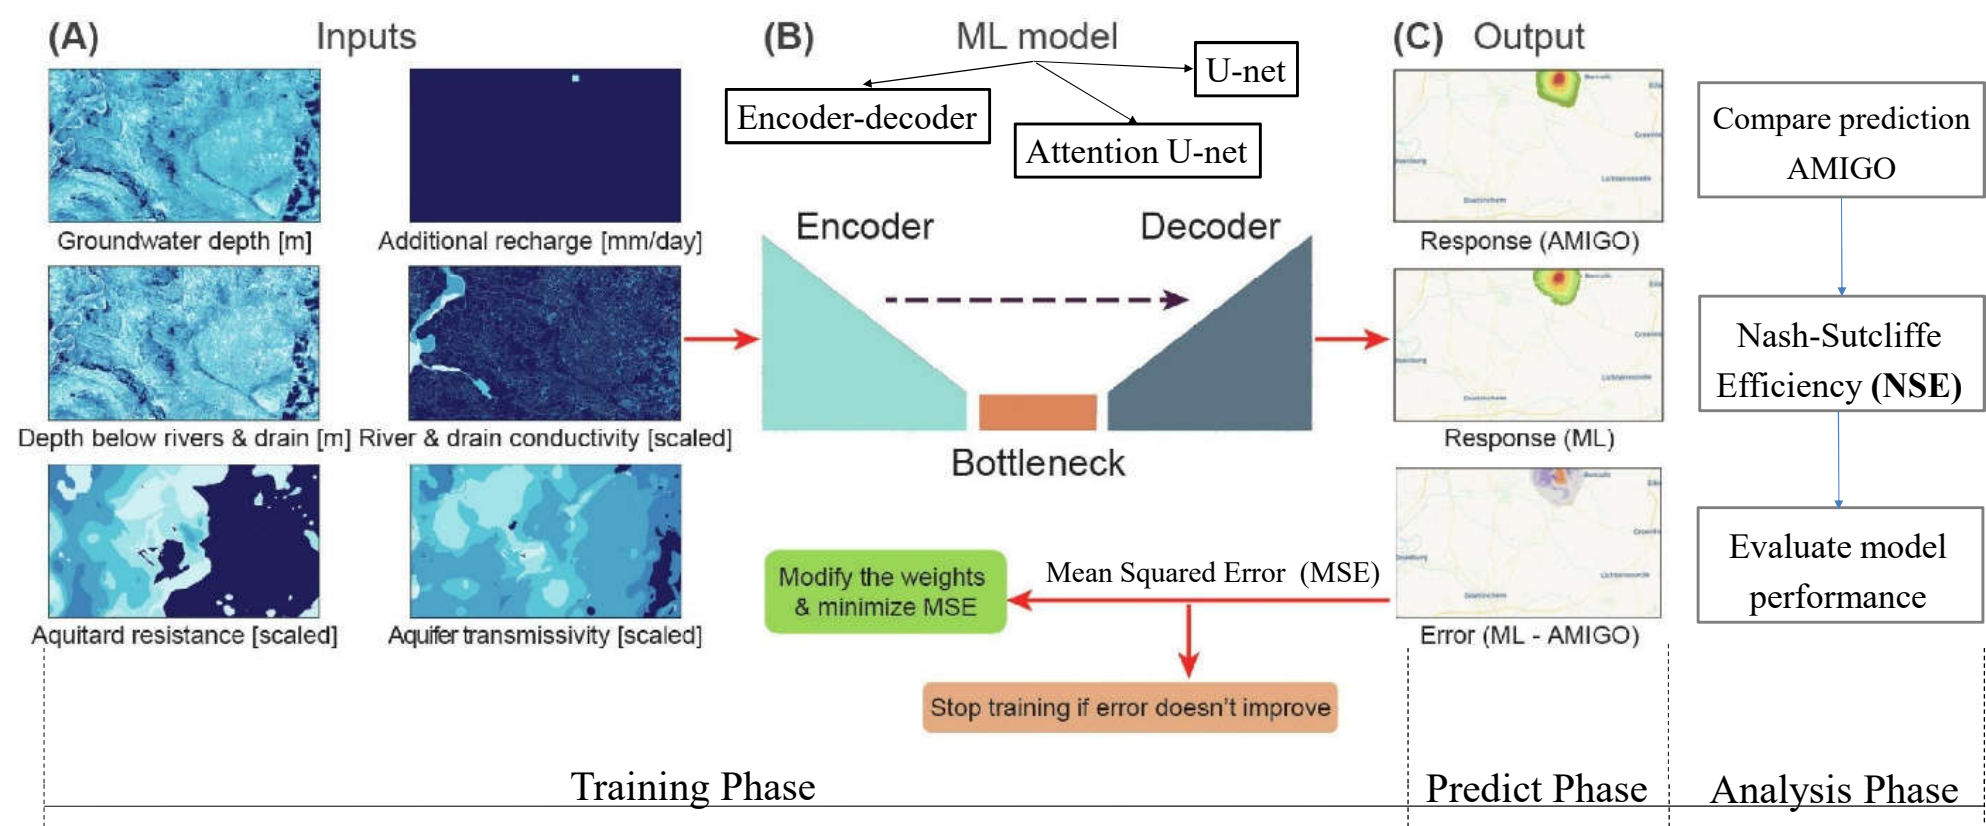 (A) Inputs
Groundwater depth [m]
Additional recharge [mm/day]
Depth below rivers & drain [m]
River & drain conductivity [scaled]
Aquitard resistance [scaled]
Aquifer transmissivity [scaled]
(B) ML model
U-net
Encoder-decoder
Attention U-net
Encoder
Decoder
Bottleneck
Mean Squared Error (MSE)
Modify the weights
& minimize MSE
Stop training if error doesn't improve
(C) Output
Response (AMIGO)
Response (ML)
Error (ML - AMIGO)
Compare prediction
AMIGO
Nash-Sutcliffe
Efficiency (NSE)
Evaluate model
performance
Training Phase
Predict Phase
Analysis Phase